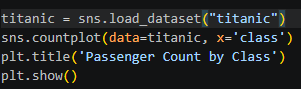 titanic = sns.load_dataset("titanic")
sns.countplot(data=titanic, x='class')
plt.title('Passenger Count by Class')
plt.show()